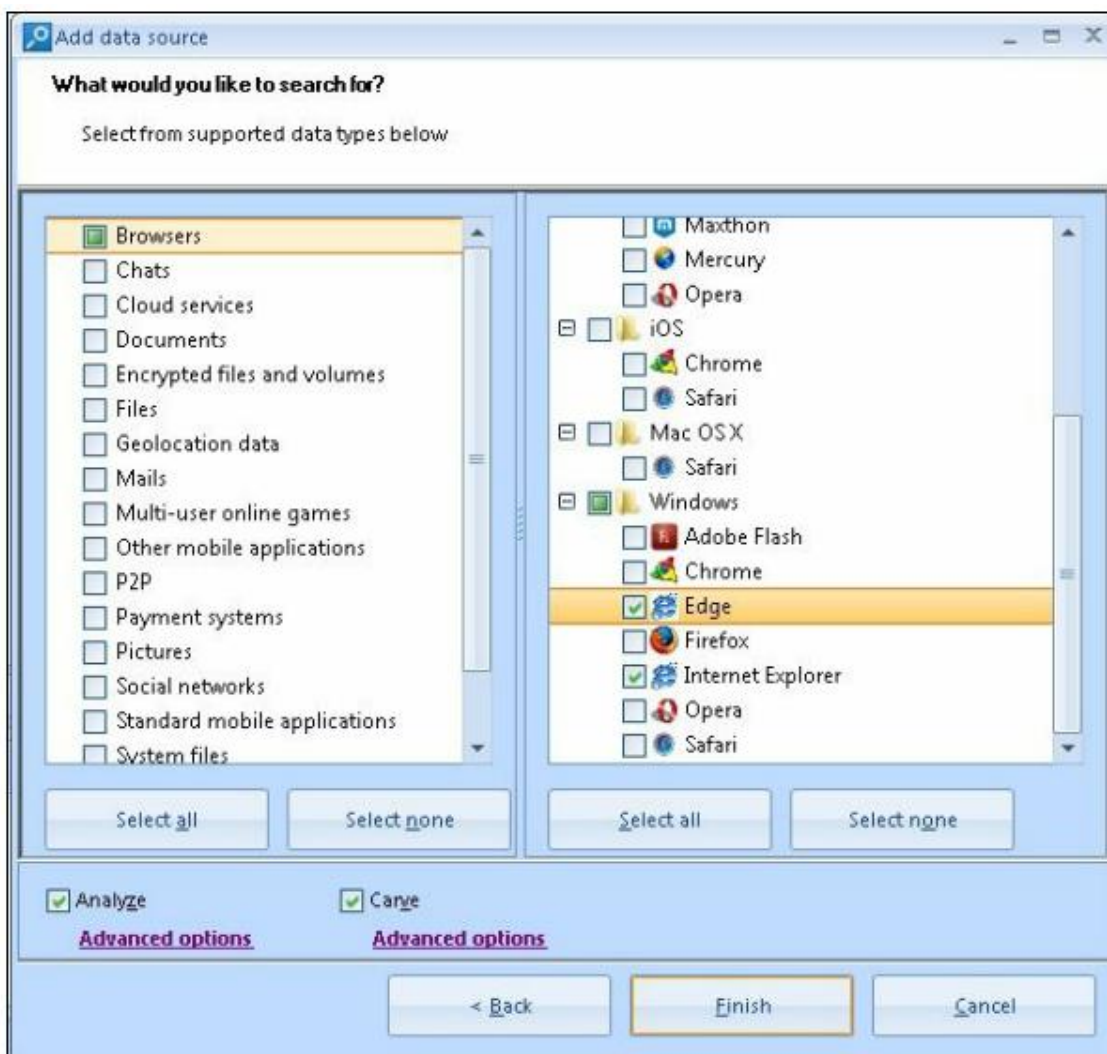 Add data source
What would you like to search for?
Select from supported data types below
Browsers
Chats
Cloud services
Documents
Encrypted files and volumes
Files
Geolocation data
Mails
Multi-user online games
Other mobile applications
P2P
Payment systems
Pictures
Social networks
Standard mobile applications
System files
Maxthon
Mercury
Opera
iOS
Chrome
Safari
Mac OS X
Safari
Windows
Adobe Flash
Chrome
Edge
Firefox
Internet Explorer
Opera
Safari
Select all
Select none
Select all
Select none
Analyze
Carve
Advanced options
Advanced options
< Back
Finish
Cancel